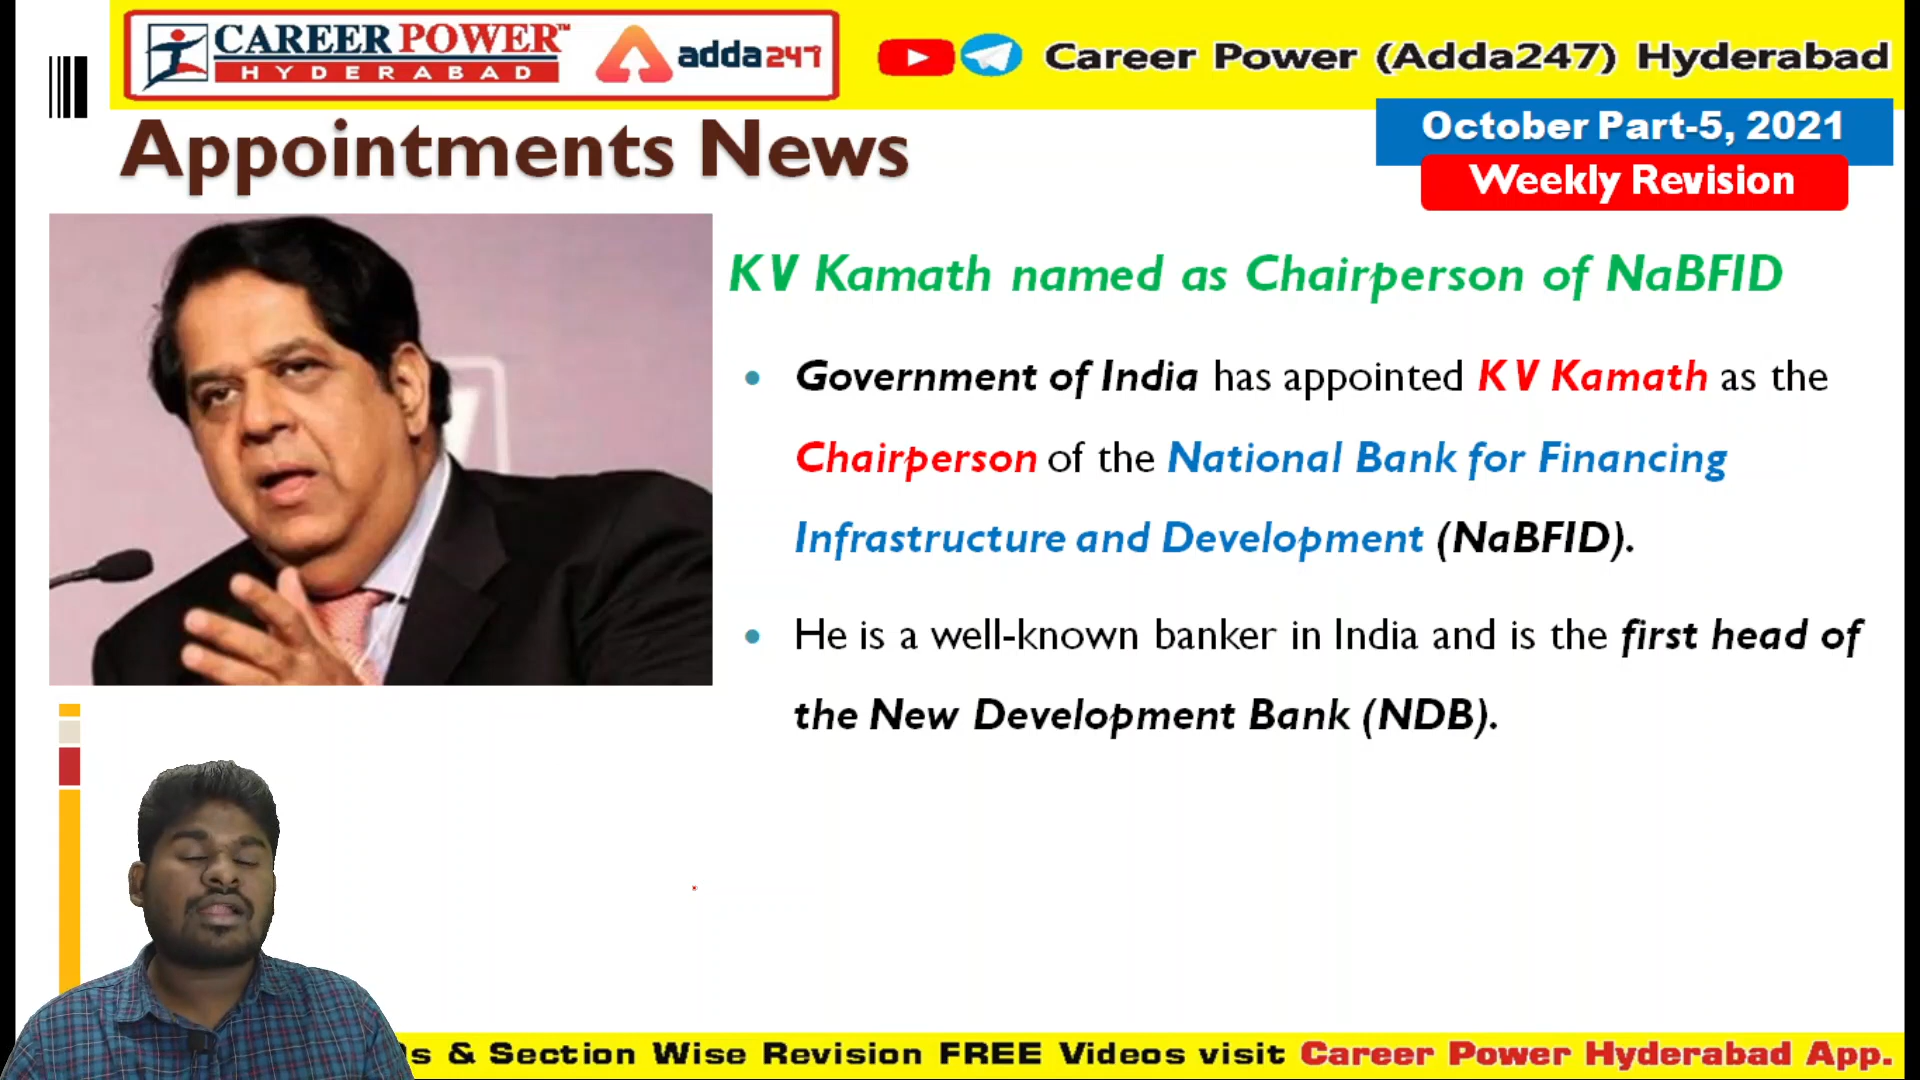 CAREER POWER™
HYDERABAD
adda247
Career Power (Adda247) Hyderabad
October Part-5, 2021
Weekly Revision
Appointments News
K V Kamath named as Chairperson of NaBFID
• Government of India has appointed K V Kamath as the
Chairperson of the National Bank for Financing
Infrastructure and Development (NaBFID).
• He is a well-known banker in India and is the first head of
the New Development Bank (NDB).
& Section Wise Revision FREE Videos visit Career Power Hyderabad App.